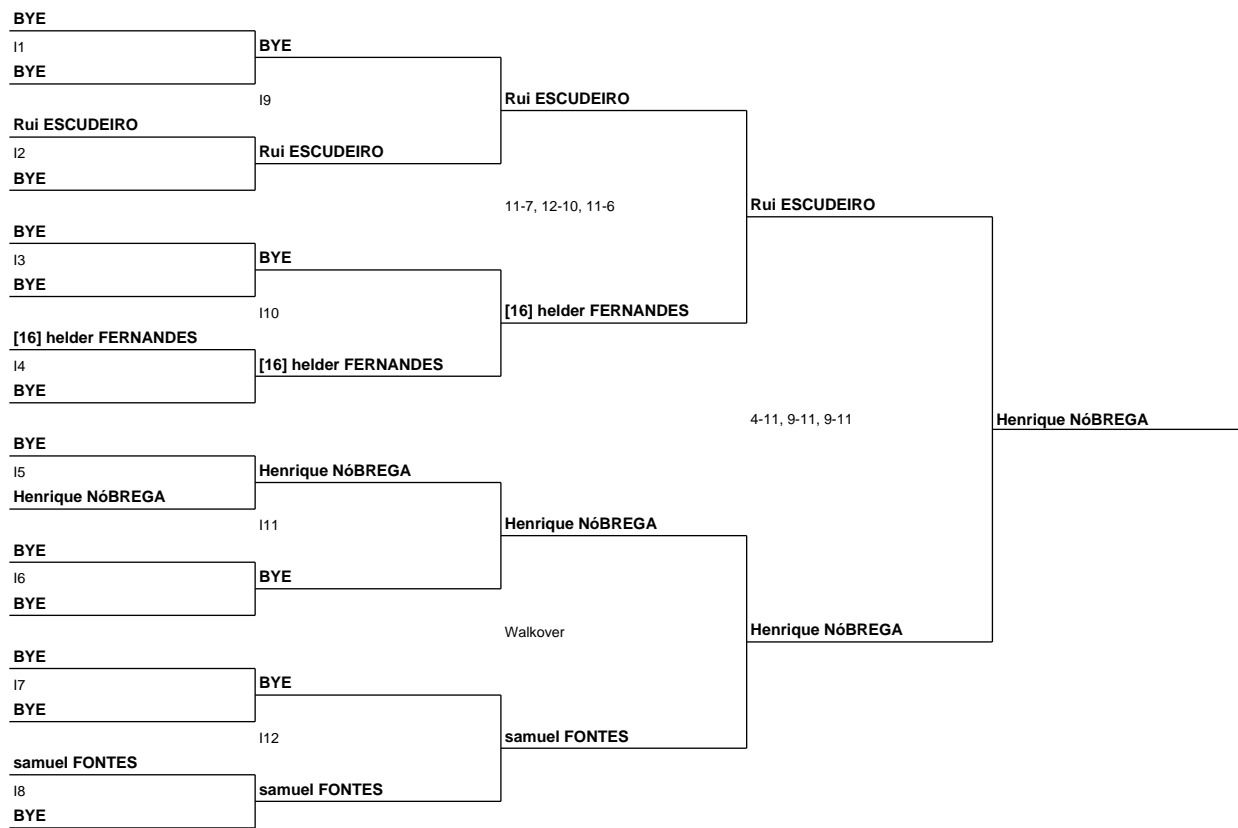 BYE
I1
BYE
BYE
I9
Rui ESCUDEIRO
Rui ESCUDEIRO
I2
Rui ESCUDEIRO
BYE
11-7, 12-10, 11-6
Rui ESCUDEIRO
BYE
I3
BYE
BYE
I10
[16] helder FERNANDES
[16] helder FERNANDES
I4
[16] helder FERNANDES
BYE
4-11, 9-11, 9-11
Henrique NóBREGA
BYE
I5
Henrique NóBREGA
Henrique NóBREGA
I11
Henrique NóBREGA
BYE
I6
BYE
BYE
Walkover
Henrique NóBREGA
BYE
I7
BYE
BYE
I12
samuel FONTES
samuel FONTES
I8
samuel FONTES
BYE